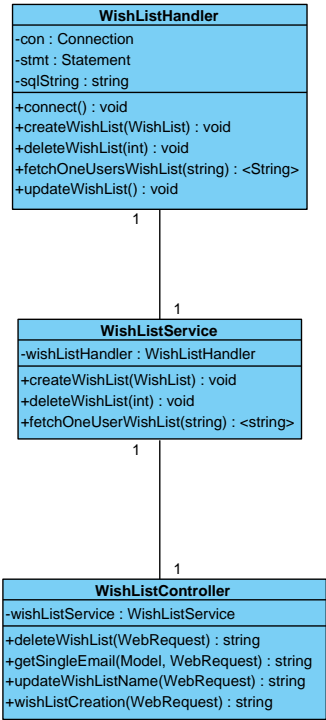 WishListHandler
-con : Connection
-stmt : Statement
-sqlString : string
+connect() : void
+createWishList(WishList) : void
+deleteWishList(int) : void
+fetchOneUsersWishList(string) : <String>
+updateWishList() : void
1
1
WishListService
-wishListHandler : WishListHandler
+createWishList(WishList) : void
+deleteWishList(int) : void
+fetchOneUserWishList(string) : <string>
1
1
WishListController
-wishListService : WishListService
+deleteWishList(WebRequest) : string
+getSingleEmail(Model, WebRequest) : string
+updateWishListName(WebRequest) : string
+wishListCreation(WebRequest) : string